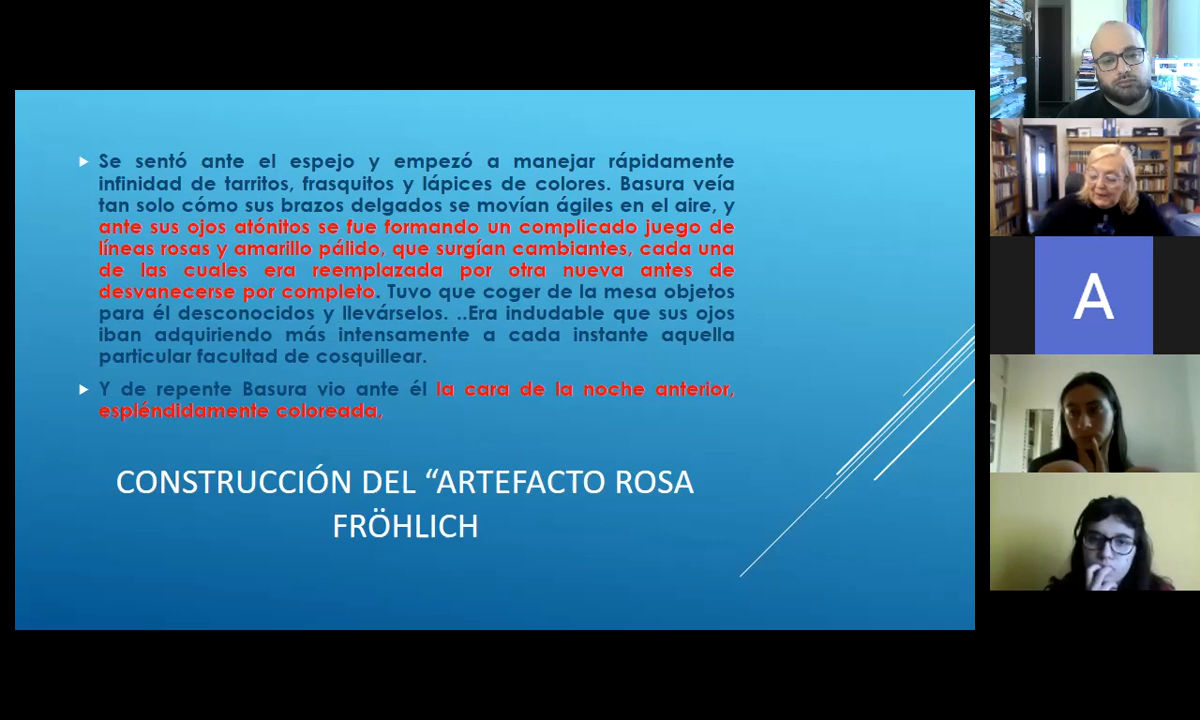 Se sentó ante el espejo y empezó a manejar rápidamente
infinidad de tarritos, frasquitos y lápices de colores. Basura veía
tan solo cómo sus brazos delgados se movían ágiles en el aire, y
ante sus ojos atónitos se fue formando un complicado juego de
líneas rosas y amarillo pálido, que surgían cambiantes, cada una
de las cuales era reemplazada por otra nueva antes de
desvanecerse por completo. Tuvo que coger de la mesa objetos
para él desconocidos y llevárselos. ..Era indudable que sus ojos
iban adquiriendo más intensamente a cada instante aquella
particular facultad de cosquillear.
Y de repente Basura vio ante él la cara de la noche anterior,
espléndidamente coloreada,
CONSTRUCCIÓN DEL “ARTEFACTO ROSA
FRÖHLICH
A